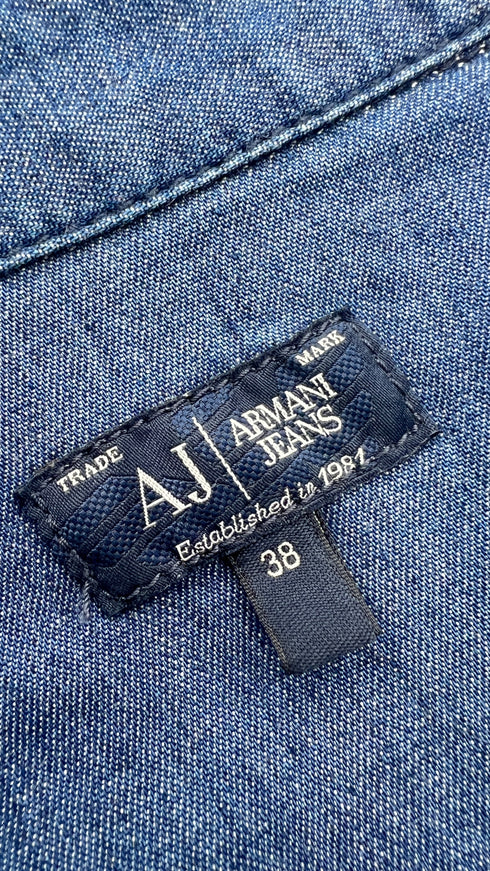 TRADE MARK
AJ | ARMANI
JEANS
Established in 1981
38